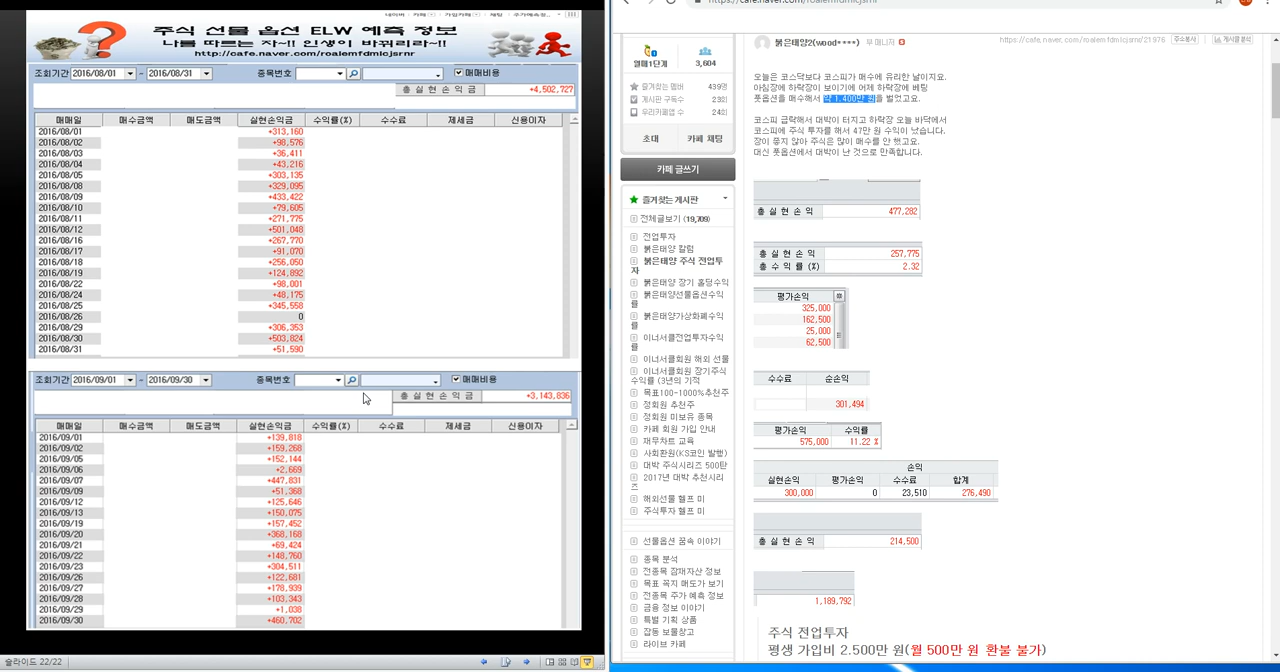 주식 선물 옵션 ELW 예측 정보
나를 따르는 자~!! 인생이 바뀌리라~!!
http://cafe.naver.com/roalemfdmlcjsrnr
조회기간 2016/08/01 ~ 2016/08/31 종목번호 매매비용
총 실 현 손 익 금 +4,502,727
매매일 매수금액 매도금액 실현손익금 수익률(%) 수수료 제세금 신용이자
2016/08/01 +313,160
2016/08/02 +98,576
2016/08/03 +36,411
2016/08/04 +43,216
2016/08/05 +303,135
2016/08/08 +329,095
2016/08/09 +433,422
2016/08/10 +79,605
2016/08/11 +271,775
2016/08/12 +501,048
2016/08/16 +267,770
2016/08/17 +91,070
2016/08/18 +256,050
2016/08/19 +124,892
2016/08/22 +98,001
2016/08/24 +48,175
2016/08/25 +345,558
2016/08/26 0
2016/08/29 +306,353
2016/08/30 +503,824
2016/08/31 +51,590
조회기간 2016/09/01 ~ 2016/09/30 종목번호 매매비용
총 실 현 손 익 금 +3,143,836
매매일 매수금액 매도금액 실현손익금 수익률(%) 수수료 제세금 신용이자
2016/09/01 +139,818
2016/09/02 +159,268
2016/09/05 +152,144
2016/09/06 +2,669
2016/09/07 +447,831
2016/09/09 +51,368
2016/09/12 +125,646
2016/09/13 +150,075
2016/09/19 +157,452
2016/09/20 +368,168
2016/09/21 +69,424
2016/09/22 +148,760
2016/09/23 +304,511
2016/09/26 +122,681
2016/09/27 +178,939
2016/09/28 +103,343
2016/09/29 +1,038
2016/09/30 +460,702
슬라이드 22/22
https://cafe.naver.com/roalemfdmlcjsrnr
열매1단계 3,604
즐겨찾는 멤버 439명
게시판 구독수 23회
우리카페앱 수 24회
초대 카페 채팅
카페 글쓰기
즐겨찾는 게시판
전체글보기 (19,709)
전업투자
붉은태양 칼럼
붉은태양 주식 전업투
자
붉은태양 장기 홀딩수익
붉은태양선물옵션수익
률
붉은태양가상화폐수익
률
이너서클전업투자수익
률
이너서클회원 해외 선물
이너서클회원 장기주식
수익률 (3년의 기적
목표100-1000%추천주
정회원 추천주
정회원 미보유 종목
카페 회원 가입 안내
재무차트 교육
사회환원(KS코인 발행)
대박 주식시리즈 500탄
2017년 대박 추천시리
즈
해외선물 헬프 미
주식투자 헬프 미
선물옵션 꿈속 이야기
종목 분석
전종목 잠재자산 정보
목표 꼭지 매도가 보기
전종목 주가 예측 정보
금융 정보 이야기
특별 기획 상품
잡동 보물창고
라이브 카페
붉은태양2(wood****) 부매니저
https://cafe.naver.com/roalemfdmlcjsrnr/21976 주소복사 게시글 분석
오늘은 코스닥보다 코스피가 매수에 유리한 날이지요.
아침장에 하락장이 보이기에 어제 하락장에 베팅
풋옵션을 매수해서 약 1,400만 원을 벌었고요.
코스피 급락해서 대박이 터지고 하락장 오늘 바닥에서
코스피에 주식 투자를 해서 47만 원 수익이 났습니다.
장이 좋지 않아 주식은 많이 매수를 안 했고요.
대신 풋옵션에서 대박이 난 것으로 만족합니다.
총 실 현 손 익 477,282
총 실 현 손 익 257,775
총 수 익 률 (%) 2.32
평가손익
325,000
162,500
25,000
62,500
수수료 순손익
301,494
평가손익 수익률
575,000 11.22 %
손익
실현손익 평가손익 수수료 합계
300,000 0 23,510 276,490
총 실 현 손 익 214,500
1,189,792
주식 전업투자
평생 가입비 2.500만 원(월 500만 원 환불 불가)